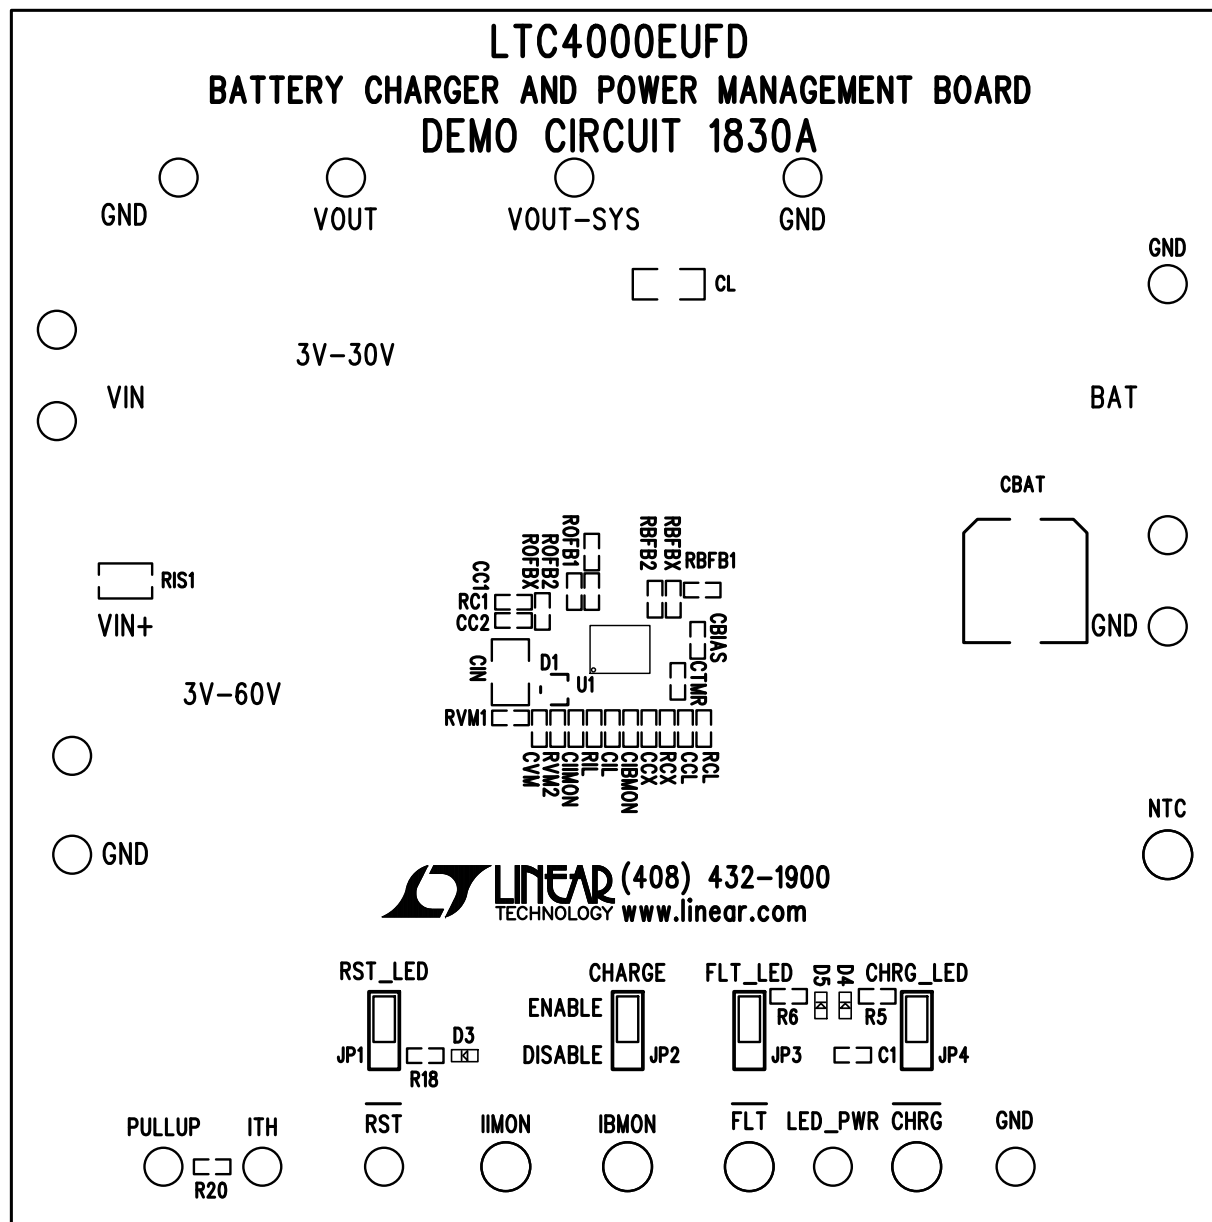 LTC4000EUFD
BATTERY CHARGER AND POWER MANAGEMENT BOARD
DEMO CIRCUIT 1830A
GND
VOUT
VOUT-SYS
GND
GND
CL
3V-30V
VIN
BAT
CBAT
RIS1
VIN+
GND
3V-60V
CC1
ROFBX
ROFB2
ROFB1
RBFB2
RBFBX
RBFB1
RC1
CC2
CBIAS
CIN
D1
U1
CTMR
RVM1
CVM
RVM2
CIIMON
RIL
CIL
CIBMON
CCX
RCX
CCL
RCL
NTC
GND
LINEAR
TECHNOLOGY
(408) 432-1900
www.linear.com
RST_LED
CHARGE
FLT_LED
D5
D4
CHRG_LED
ENABLE
R6
R5
DISABLE
JP1
R18
D3
JP2
JP3
C1
JP4
PULLUP
ITH
RST
IIMON
IBMON
FLT
LED_PWR
CHRG
GND
R20